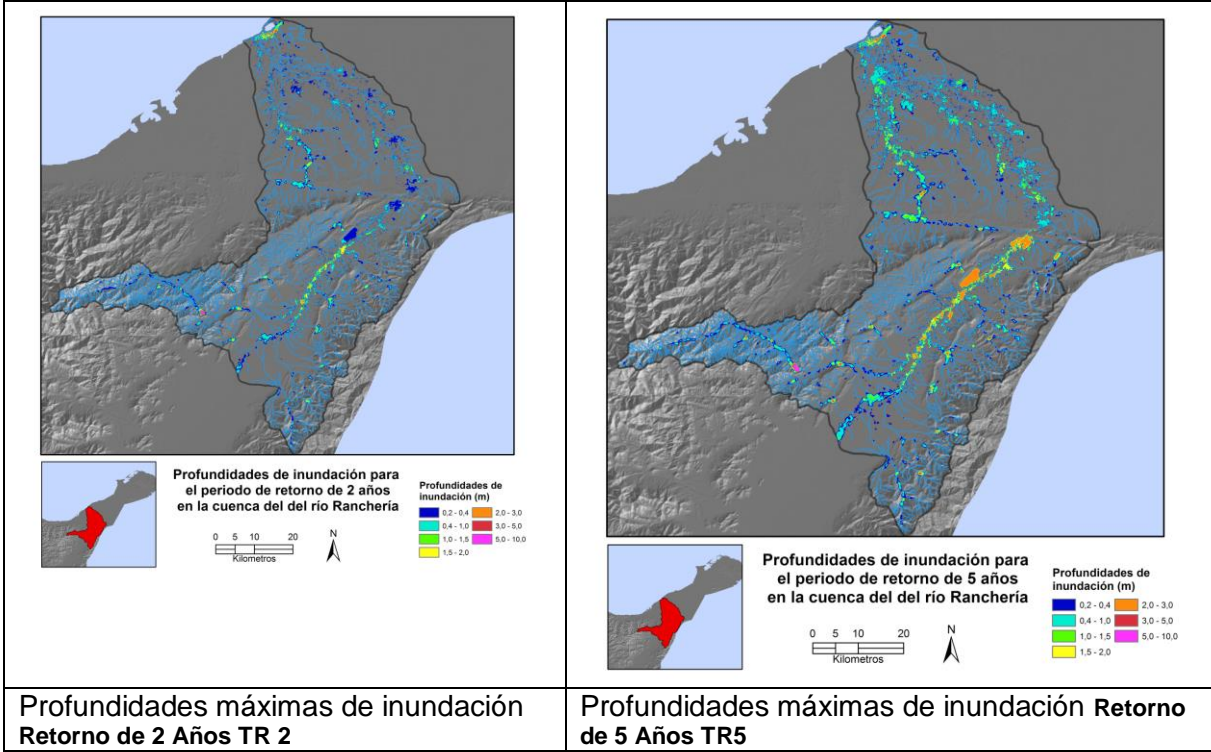 Profundidades de inundación para
el periodo de retorno de 2 años
en la cuenca del del río Ranchería
0 5 10 20
Kilometros
N
Profundidades de
inundación (m)
0,2 - 0,4 2,0 - 3,0
0,4 - 1,0 3,0 - 5,0
1,0 - 1,5 5,0 - 10,0
1,5 - 2,0
Profundidades de inundación para
el periodo de retorno de 5 años
en la cuenca del del río Ranchería
0 5 10 20
Kilometros
N
Profundidades de
inundación (m)
0,2 - 0,4 2,0 - 3,0
0,4 - 1,0 3,0 - 5,0
1,0 - 1,5 5,0 - 10,0
1,5 - 2,0
Profundidades máximas de inundación
Retorno de 2 Años TR 2
Profundidades máximas de inundación Retorno
de 5 Años TR5